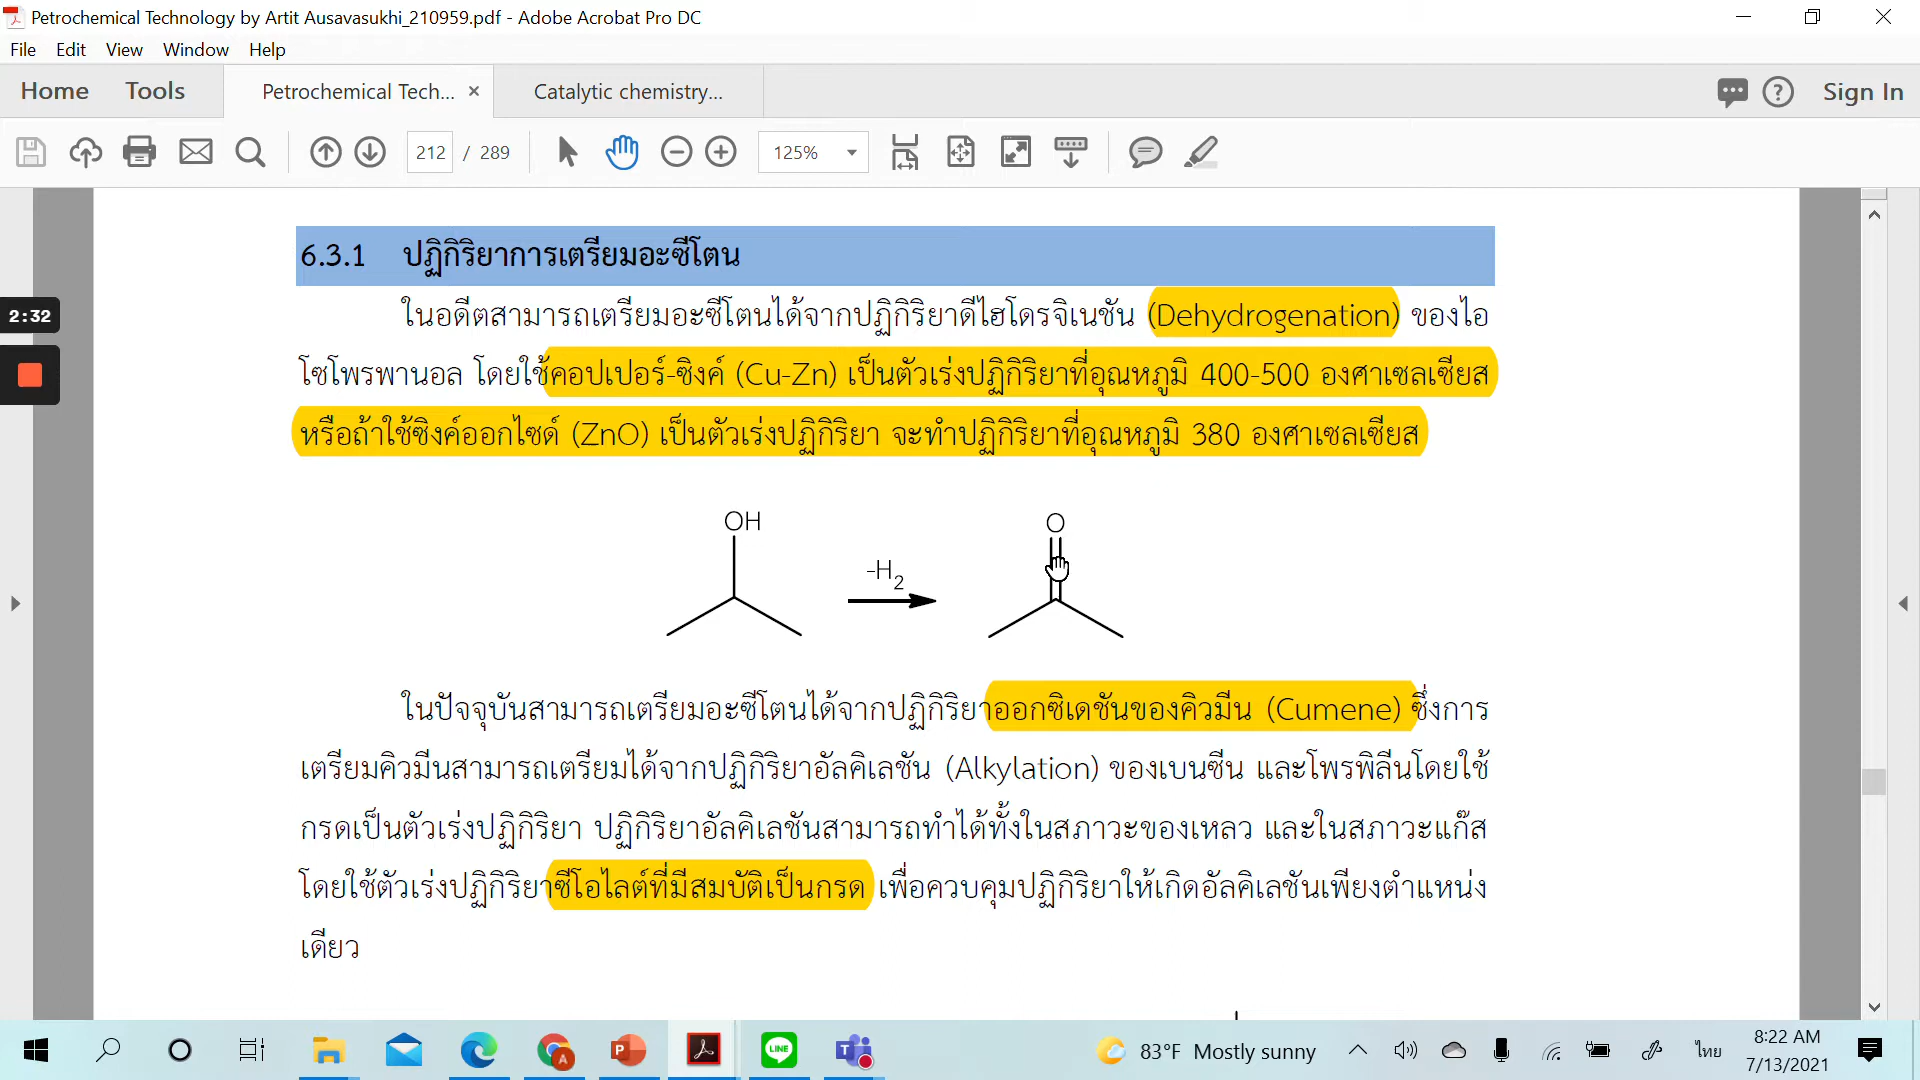 Petrochemical Technology by Artit Ausavasukhi_210959.pdf - Adobe Acrobat Pro DC
File Edit View Window Help
Home Tools Petrochemical Tech... × Catalytic chemistry... Sign In
212 / 289 125%
6.3.1 ปฏิกิริยาการเตรียมอะซีโตน
2:32
ในอดีตสามารถเตรียมอะซีโตนได้จากปฏิกิริยาดีไฮโดรจิเนชัน (Dehydrogenation) ของไอ
โซโพรพานอล โดยใช้คอปเปอร์-ซิงค์ (Cu-Zn) เป็นตัวเร่งปฏิกิริยาที่อุณหภูมิ 400-500 องศาเซลเซียส
หรือถ้าใช้ซิงค์ออกไซด์ (ZnO) เป็นตัวเร่งปฏิกิริยา จะทำปฏิกิริยาที่อุณหภูมิ 380 องศาเซลเซียส
OH O
-H2
ในปัจจุบันสามารถเตรียมอะซีโตนได้จากปฏิกิริยาออกซิเดชันของคิวมีน (Cumene) ซึ่งการ
เตรียมคิวมีนสามารถเตรียมได้จากปฏิกิริยาอัลคิเลชัน (Alkylation) ของเบนซีน และโพรพิลีนโดยใช้
กรดเป็นตัวเร่งปฏิกิริยา ปฏิกิริยาอัลคิเลชันสามารถทำได้ทั้งในสภาวะของเหลว และในสภาวะแก๊ส
โดยใช้ตัวเร่งปฏิกิริยาซีโอไลต์ที่มีสมบัติเป็นกรด เพื่อควบคุมปฏิกิริยาให้เกิดอัลคิเลชันเพียงตำแหน่ง
เดียว
83°F Mostly sunny ไทย 8:22 AM
7/13/2021